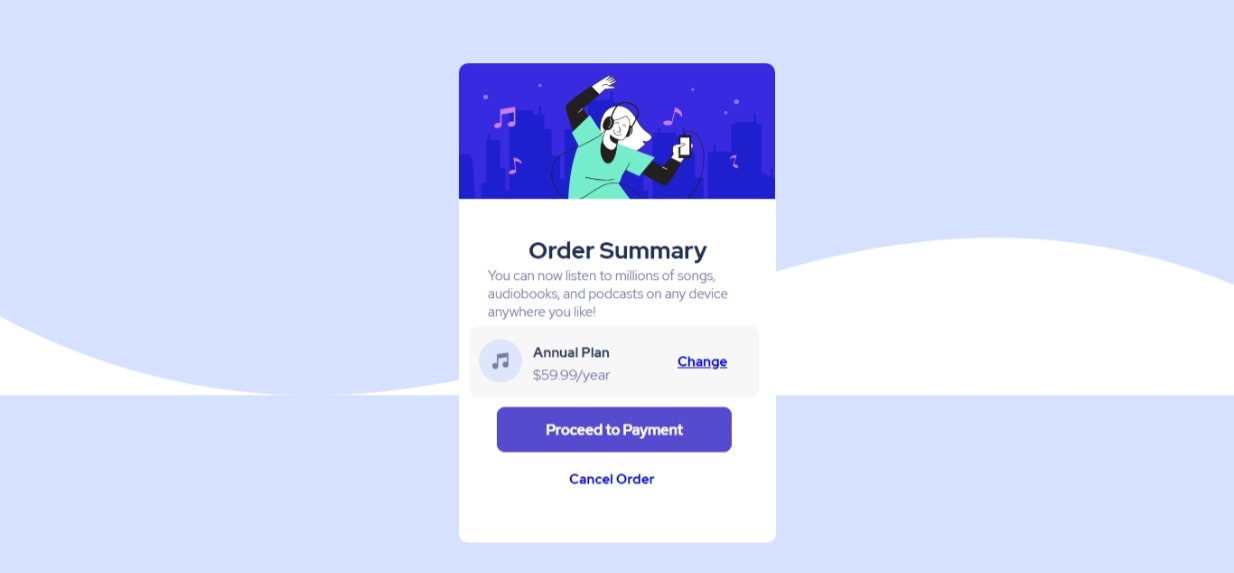 Order Summary
You can now listen to millions of songs,
audiobooks, and podcasts on any device
anywhere you like!
Annual Plan
$59.99/year
Change
Proceed to Payment
Cancel Order